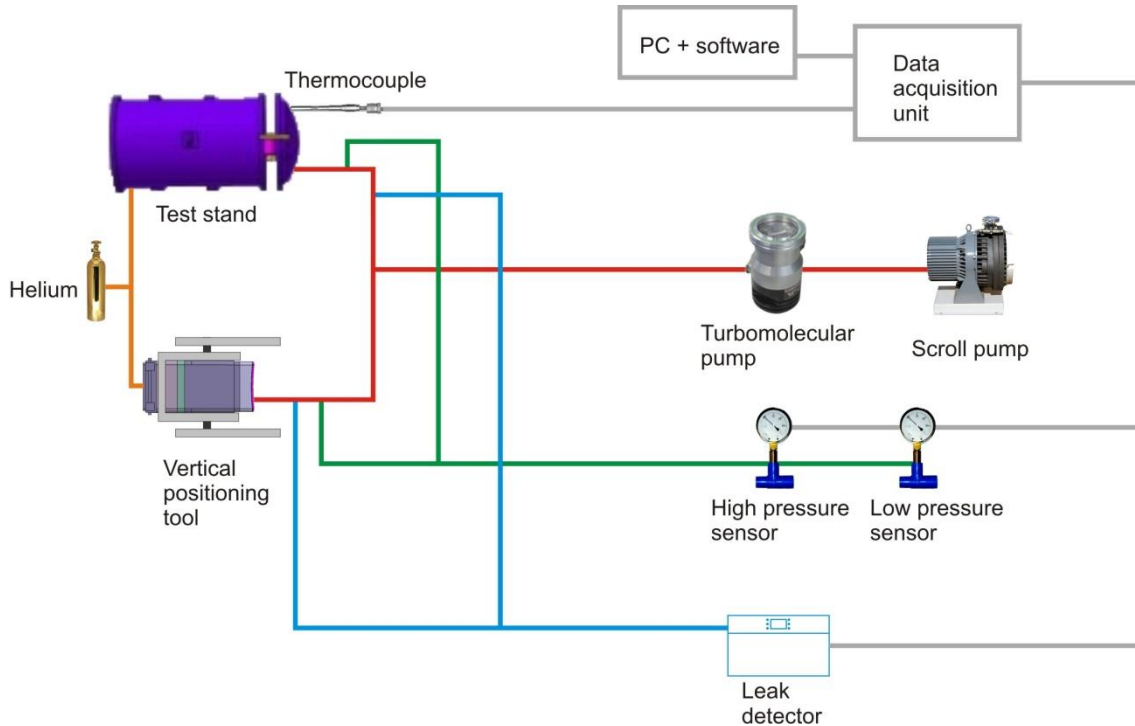 PC + software
Data
acquisition
unit
Thermocouple
Test stand
Helium
Turbomolecular
pump
Scroll pump
Vertical
positioning
tool
High pressure
sensor
Low pressure
sensor
Leak
detector